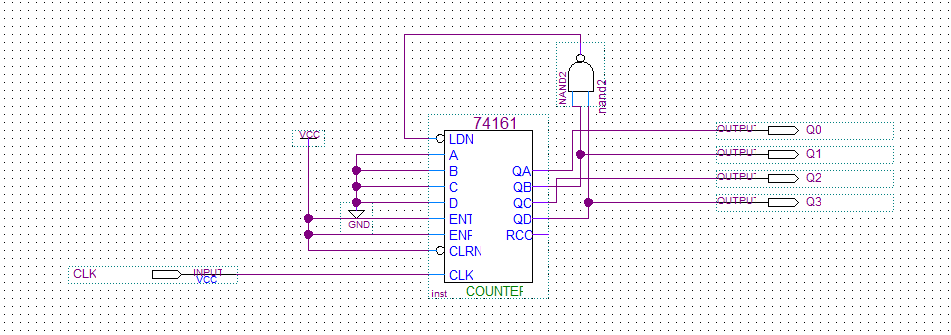 NAND2
nand2
74161
VCC
LDN
A
B
C
D
ENT
ENP
CLRN
CLK
QA
QB
QC
QD
RCO
GND
OUTPUT
Q0
OUTPUT
Q1
OUTPUT
Q2
OUTPUT
Q3
CLK
INPUT
VCC
inst
COUNTER